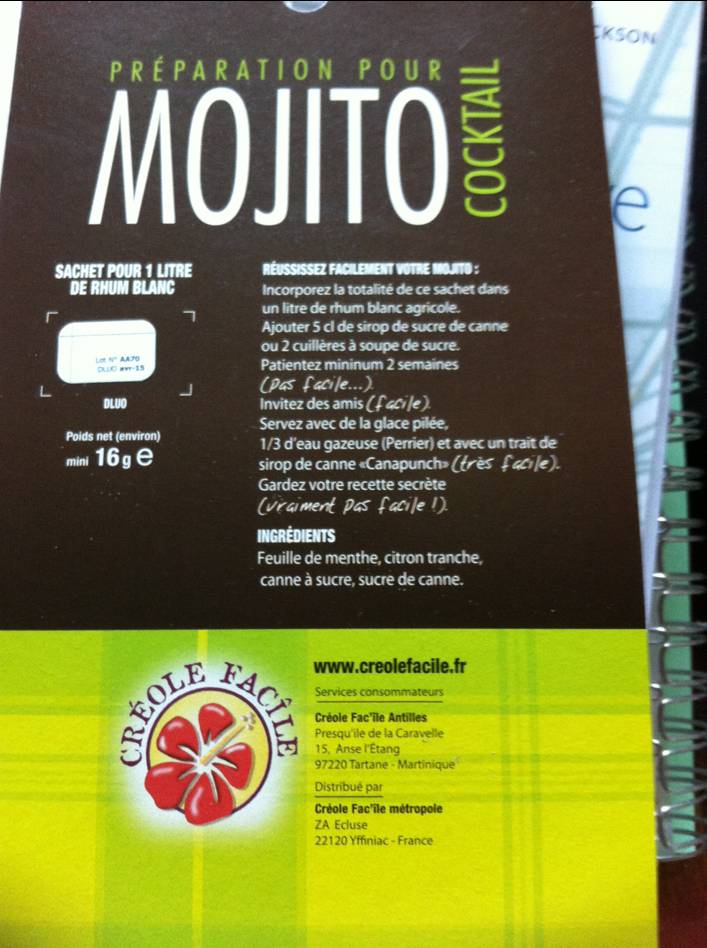 PRÉPARATION POUR
MOJITO
COCKTAIL
SACHET POUR 1 LITRE
DE RHUM BLANC
Lot N° AA70
DLUO avr-15
DLUO
Poids net (environ)
mini 16 g e
RÉUSSISSEZ FACILEMENT VOTRE MOJITO :
Incorporez la totalité de ce sachet dans
un litre de rhum blanc agricole.
Ajouter 5 cl de sirop de sucre de canne
ou 2 cuillères à soupe de sucre.
Patientez mininum 2 semaines
(pas facile...).
Invitez des amis (facile).
Servez avec de la glace pilée,
1/3 d'eau gazeuse (Perrier) et avec un trait de
sirop de canne «Canapunch» (très facile).
Gardez votre recette secrète
(vraiment pas facile !).
INGRÉDIENTS
Feuille de menthe, citron tranche,
canne à sucre, sucre de canne.
CRÉOLE FACÎLE
www.creolefacile.fr
Services consommateurs
Créole Fac'île Antilles
Presqu'ile de la Caravelle
15, Anse l'Étang
97220 Tartane - Martinique
Distribué par
Créole Fac'île métropole
ZA Ecluse
22120 Yffiniac - France
CKSON
e